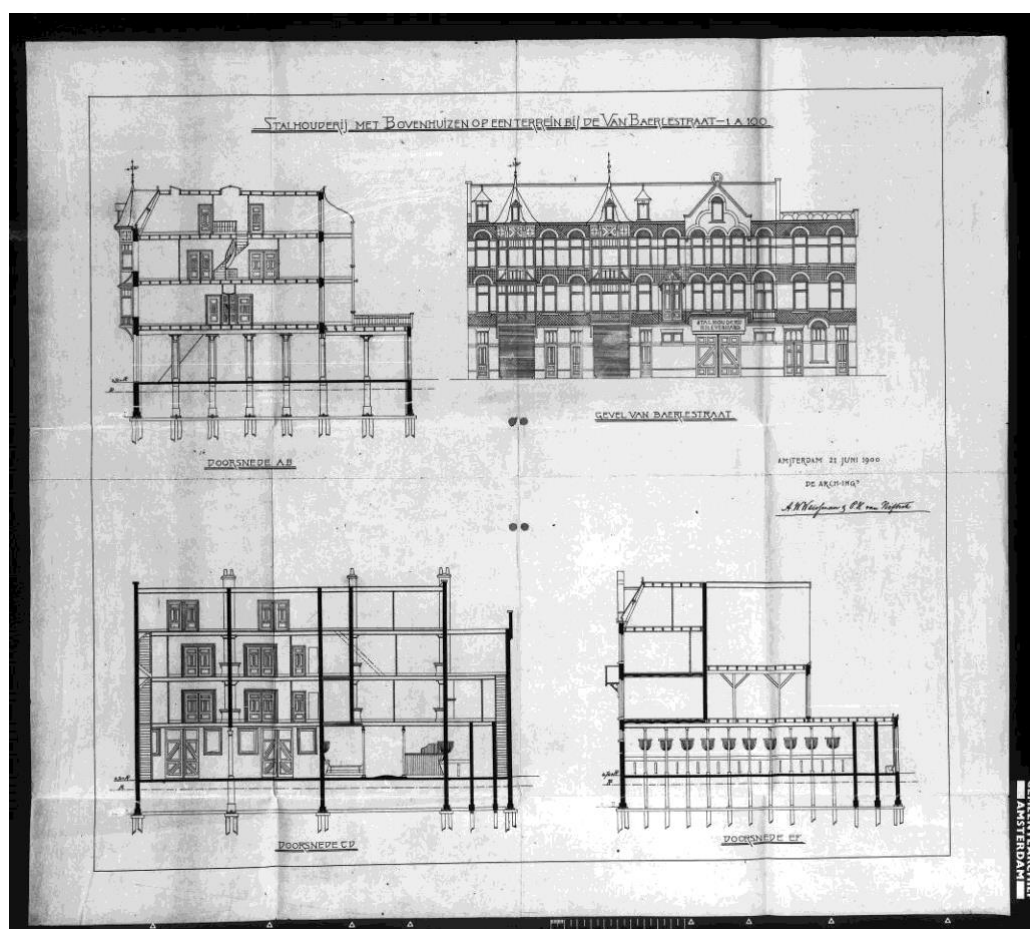 STALHOUDERIJ MET BOVENHUIZEN OP EEN TERREIN BIJ DE VAN BAERLESTRAAT—1 A 100
STALHOUDERIJ
GEVEL VAN BAERLESTRAAT
DOORSNEDE AB
AMSTERDAM 21 JUNI 1900
DE ARCH-INGS
DOORSNEDE CD
DOORSNEDE EF
AMSTERDAM